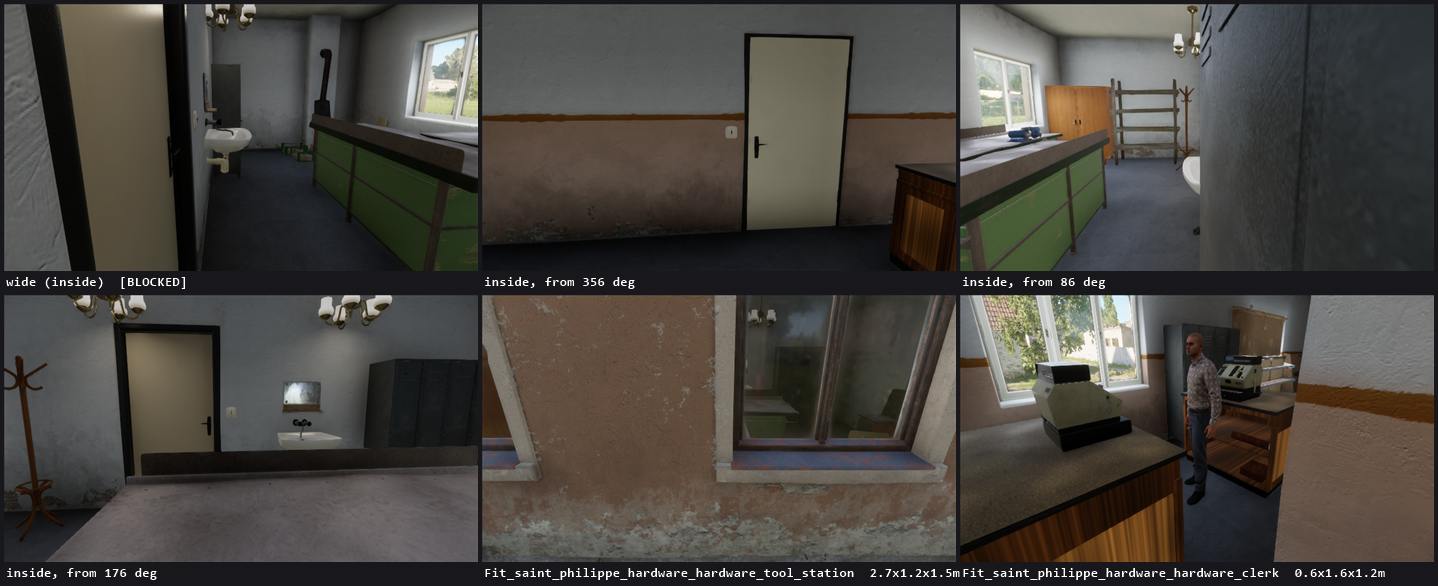 wide (inside)  [BLOCKED]
inside, from 356 deg
inside, from 86 deg
inside, from 176 deg
Fit_saint_philippe_hardware_hardware_tool_station  2.7x1.2x1.5m
Fit_saint_philippe_hardware_hardware_clerk  0.6x1.6x1.2m